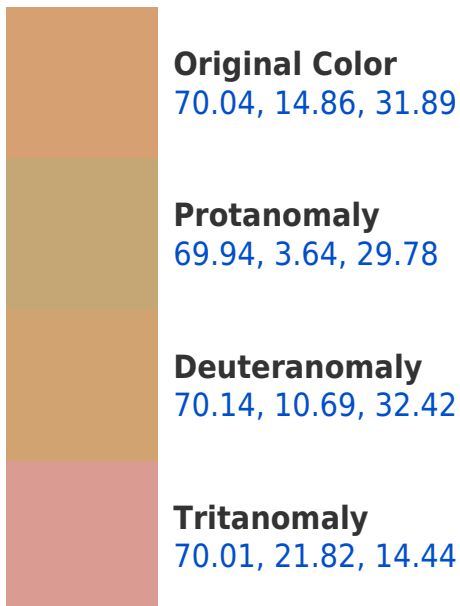 Original Color
70.04, 14.86, 31.89
Protanomaly
69.94, 3.64, 29.78
Deuteranomaly
70.14, 10.69, 32.42
Tritanomaly
70.01, 21.82, 14.44